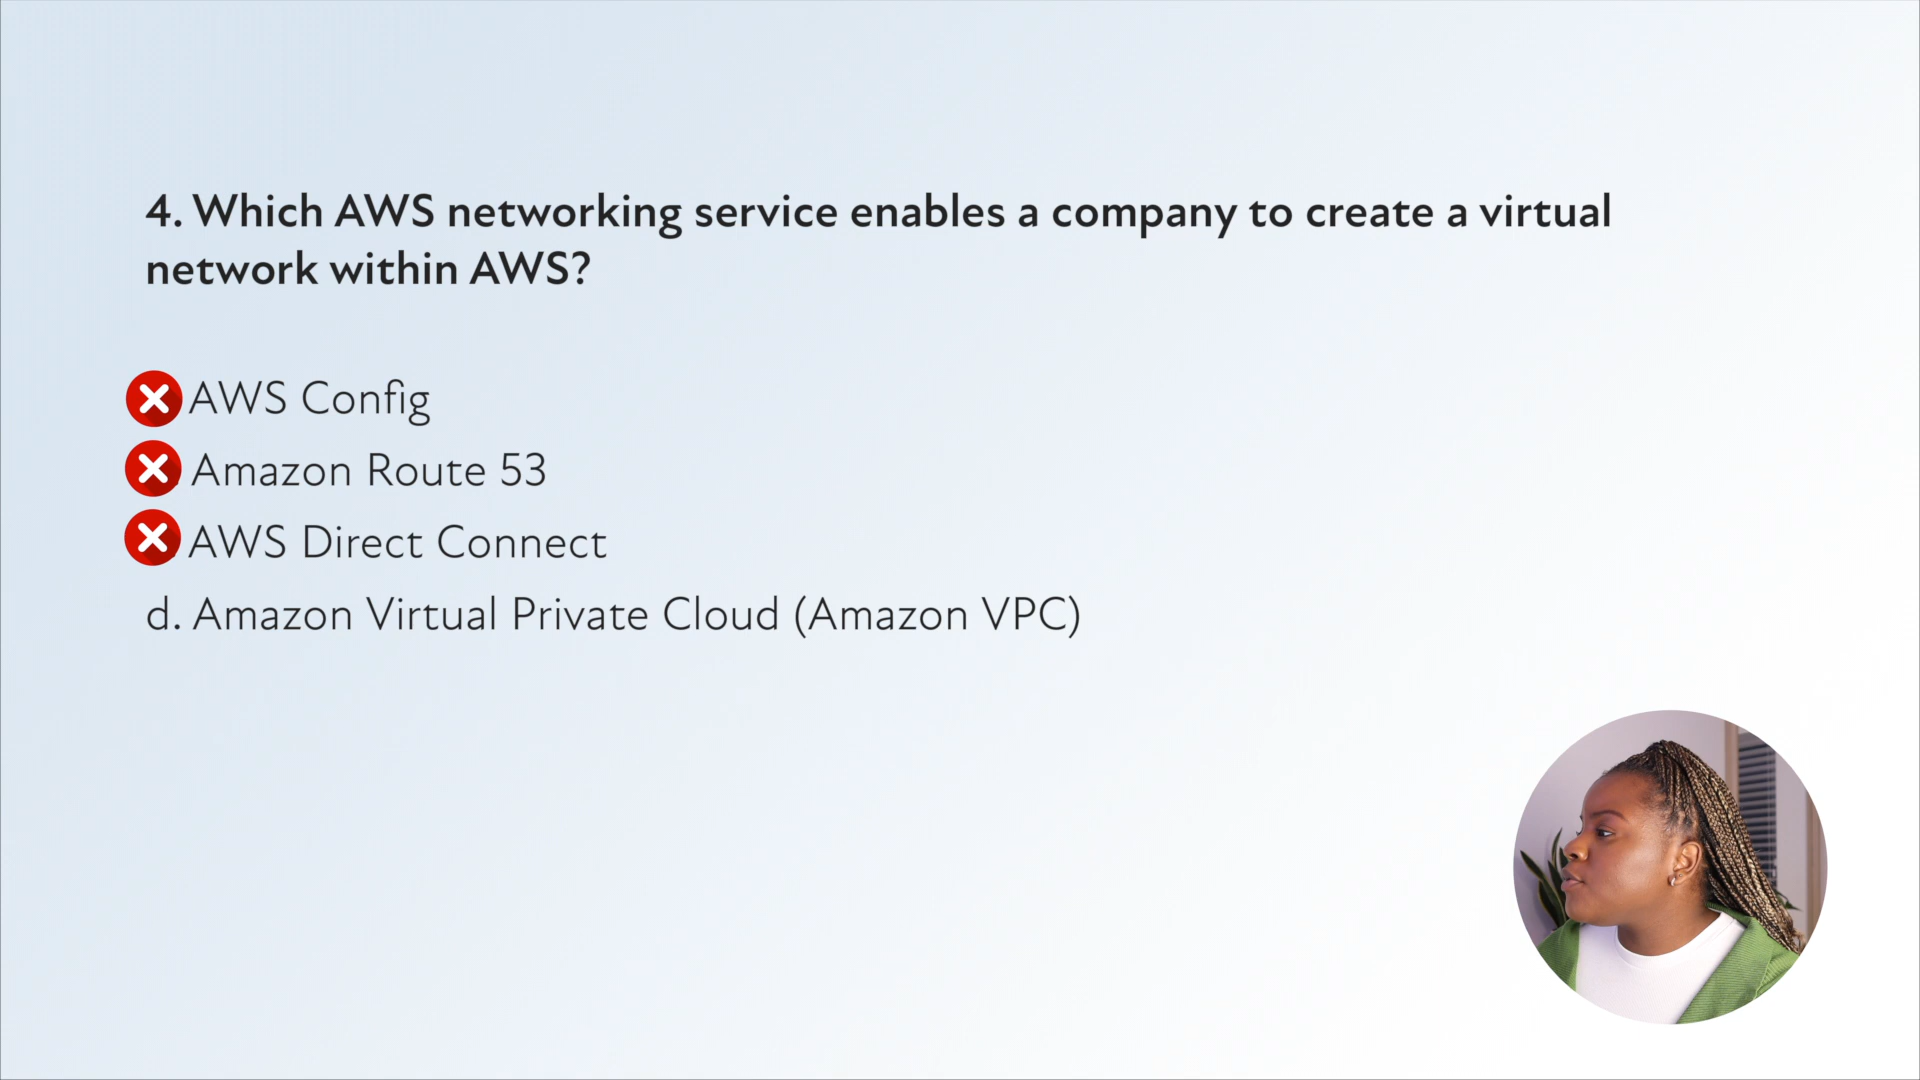 4. Which AWS networking service enables a company to create a virtual
network within AWS?
AWS Config
Amazon Route 53
AWS Direct Connect
d. Amazon Virtual Private Cloud (Amazon VPC)